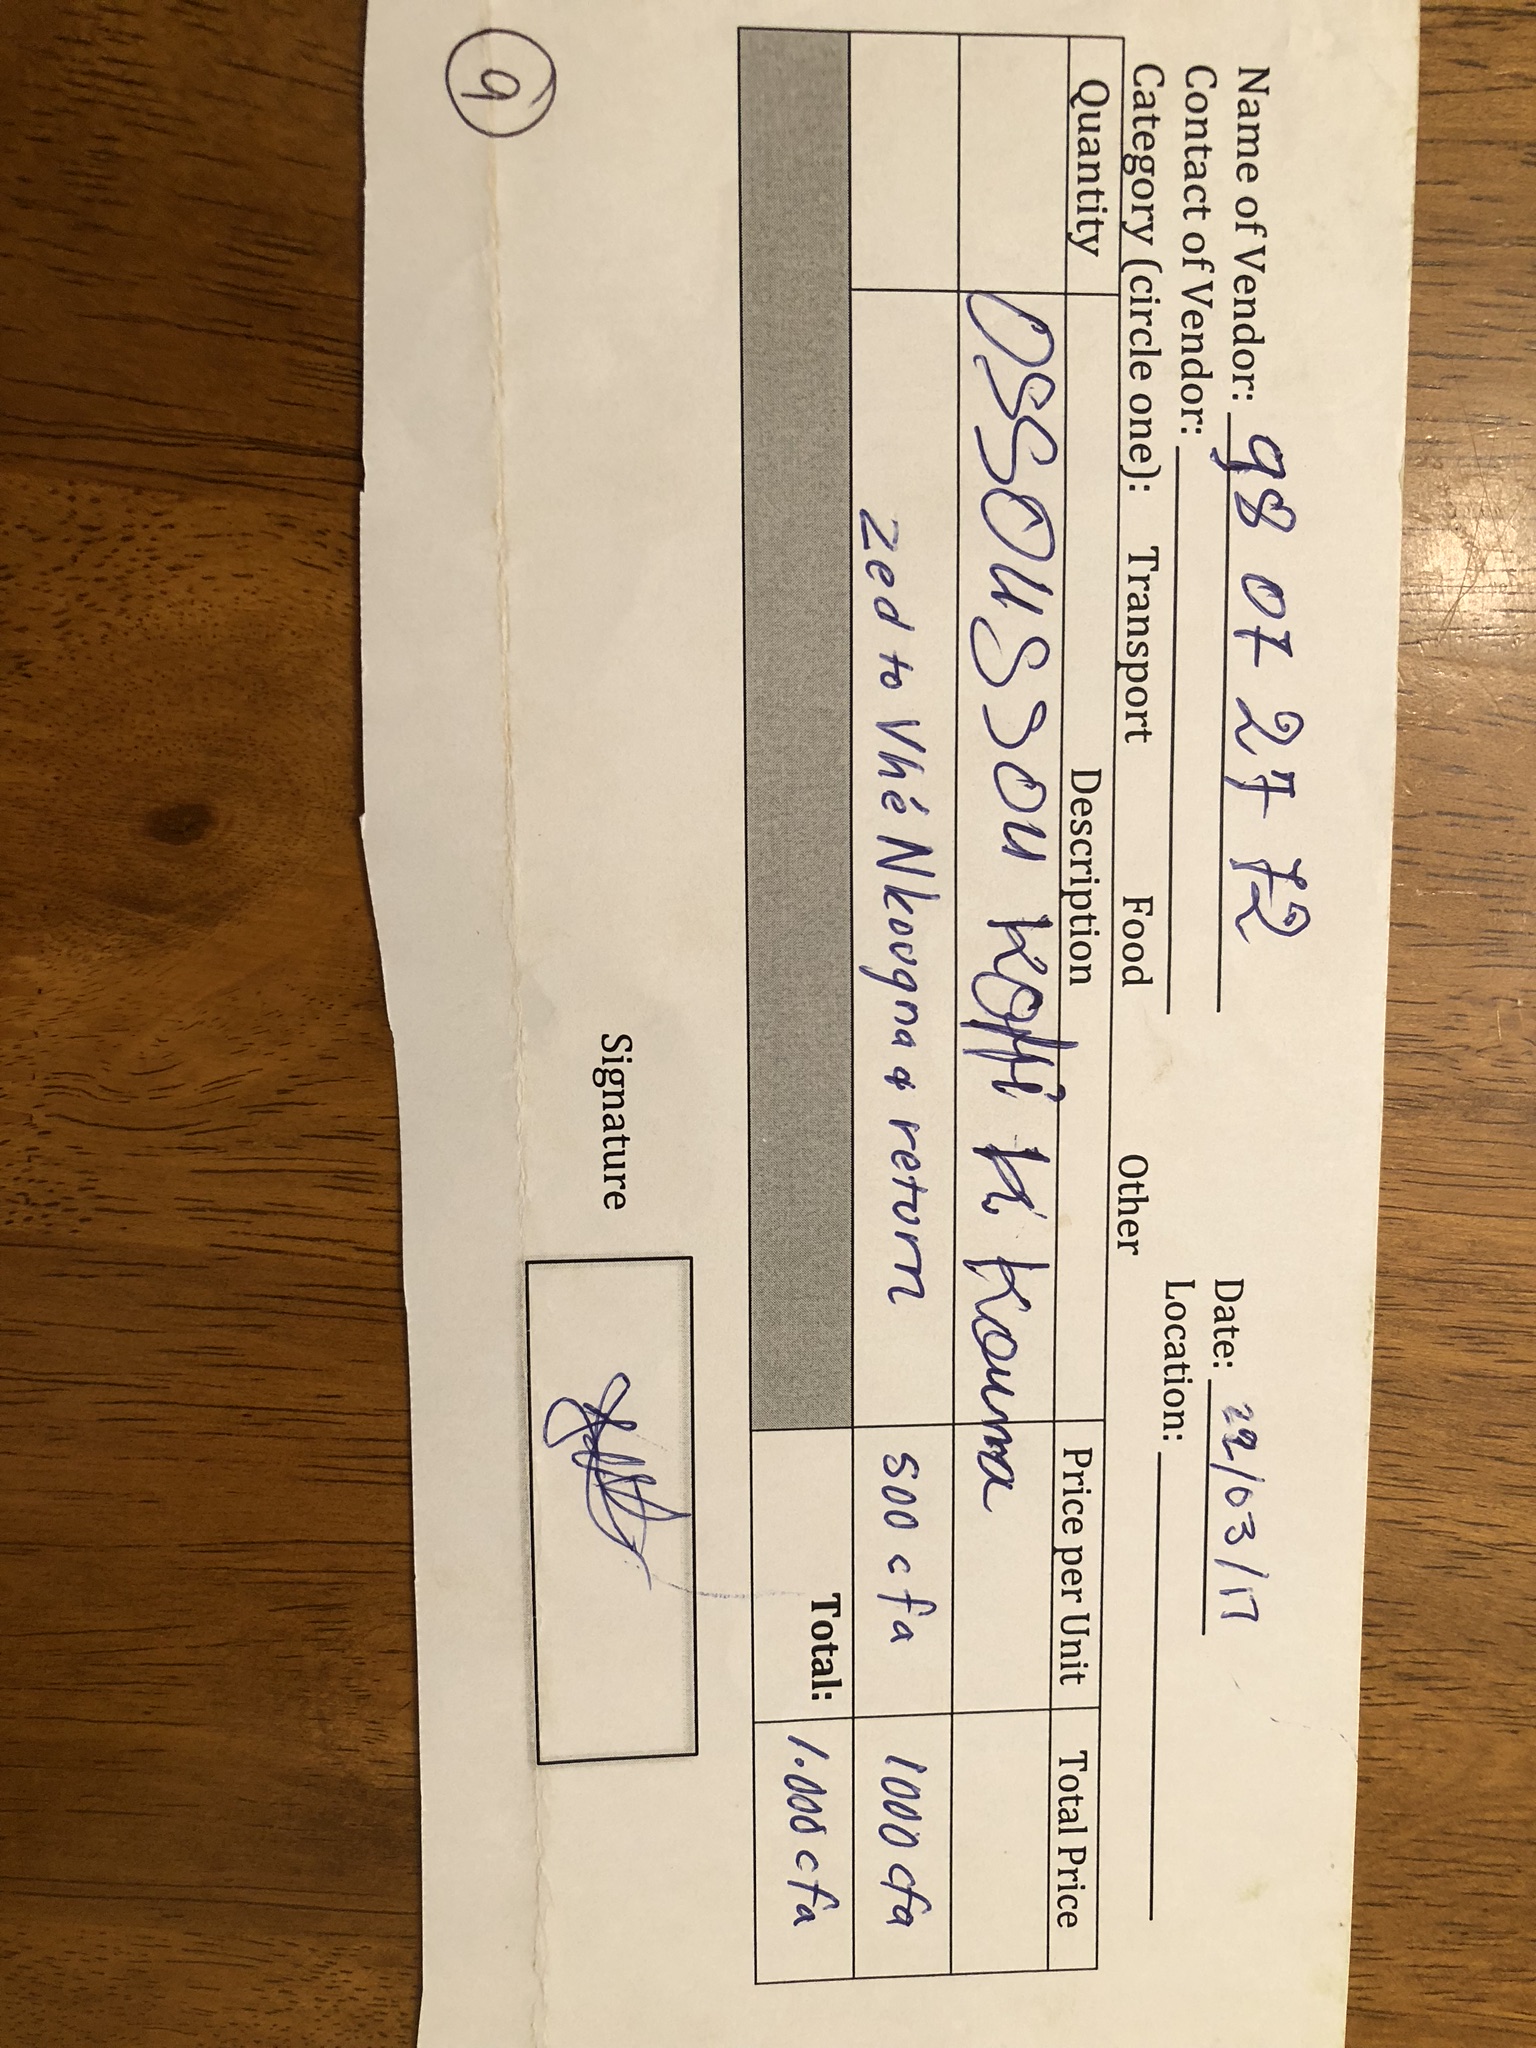 Name of Vendor: 98 07 27 72 Date: 22/03/17
Contact of Vendor: Location:
Category (circle one): Transport Food Other
Quantity Description Price per Unit Total Price
OSSOUSSOU Koffi K. Kouma
Zed to Vhé Nkougna & return 500 cfa 1000 cfa
Total: 1.000 cfa
Signature
9